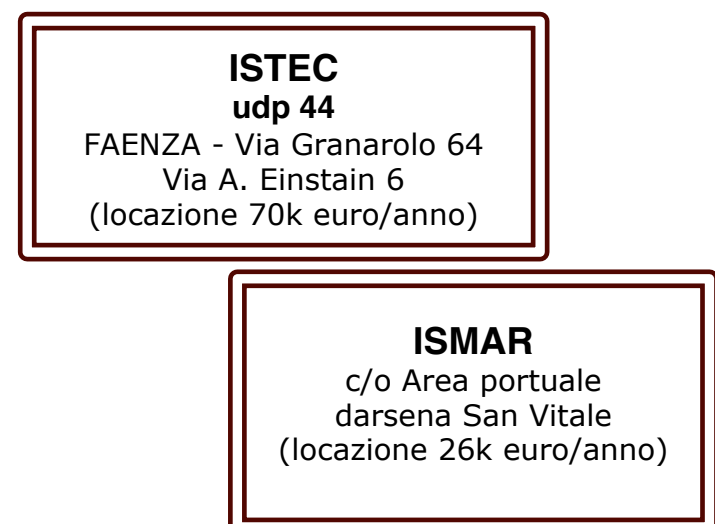 ISTEC
udp 44
FAENZA - Via Granarolo 64
Via A. Einstain 6
(locazione 70k euro/anno)
ISMAR
c/o Area portuale
darsena San Vitale
(locazione 26k euro/anno)